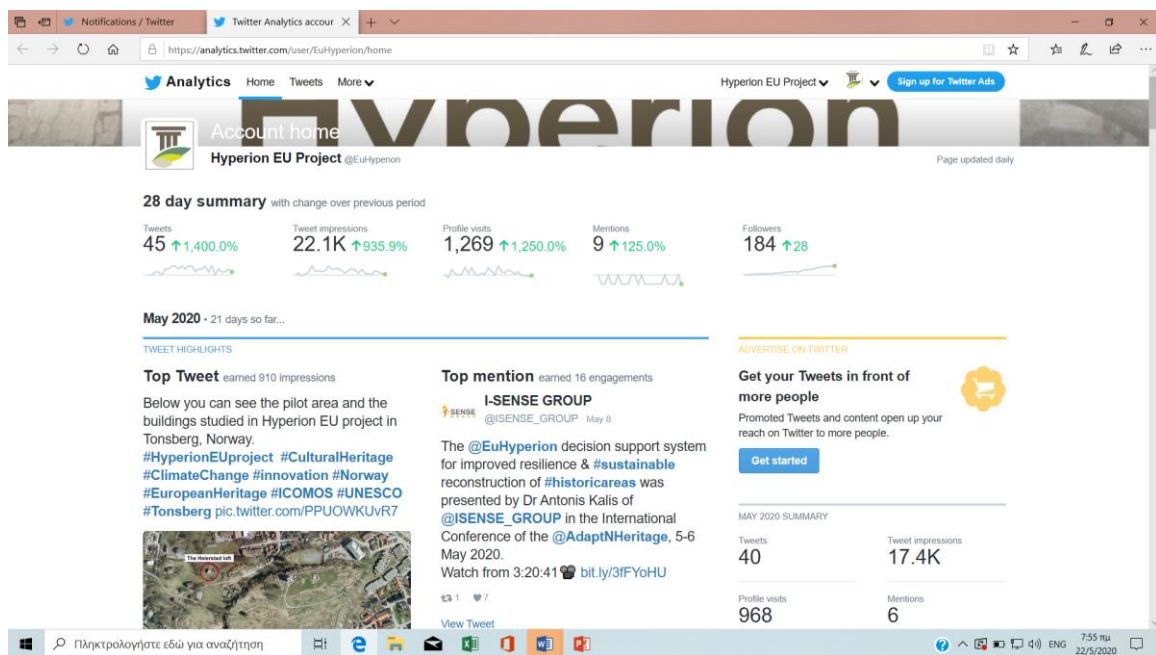 Notifications / Twitter
Twitter Analytics accour
https://analytics.twitter.com/user/EuHyperion/home
Analytics Home Tweets More
Hyperion EU Project
Sign up for Twitter Ads
Hyperion
Account home
Hyperion EU Project @EuHyperion
Page updated daily
28 day summary with change over previous period
Tweets
45 ↑1,400.0%
Tweet impressions
22.1K ↑935.9%
Profile visits
1,269 ↑1,250.0%
Mentions
9 ↑125.0%
Followers
184 ↑28
May 2020 · 21 days so far...
TWEET HIGHLIGHTS
Top Tweet earned 910 impressions
Below you can see the pilot area and the
buildings studied in Hyperion EU project in
Tonsberg, Norway.
#HyperionEUproject #CulturalHeritage
#ClimateChange #innovation #Norway
#EuropeanHeritage #ICOMOS #UNESCO
#Tonsberg pic.twitter.com/PPUOWKUvR7
Top mention earned 16 engagements
I-SENSE GROUP
@ISENSE_GROUP · May 8
The @EuHyperion decision support system
for improved resilience & #sustainable
reconstruction of #historicareas was
presented by Dr Antonis Kalis of
@ISENSE_GROUP in the International
Conference of the @AdaptNHeritage, 5-6
May 2020.
Watch from 3:20:41 bit.ly/3fFYoHU
1 7
View Tweet
ADVERTISE ON TWITTER
Get your Tweets in front of
more people
Promoted Tweets and content open up your
reach on Twitter to more people.
Get started
MAY 2020 SUMMARY
Tweets
40
Tweet impressions
17.4K
Profile visits
968
Mentions
6
Πληκτρολογήστε εδώ για αναζήτηση
ENG
7:55 πμ
22/5/2020